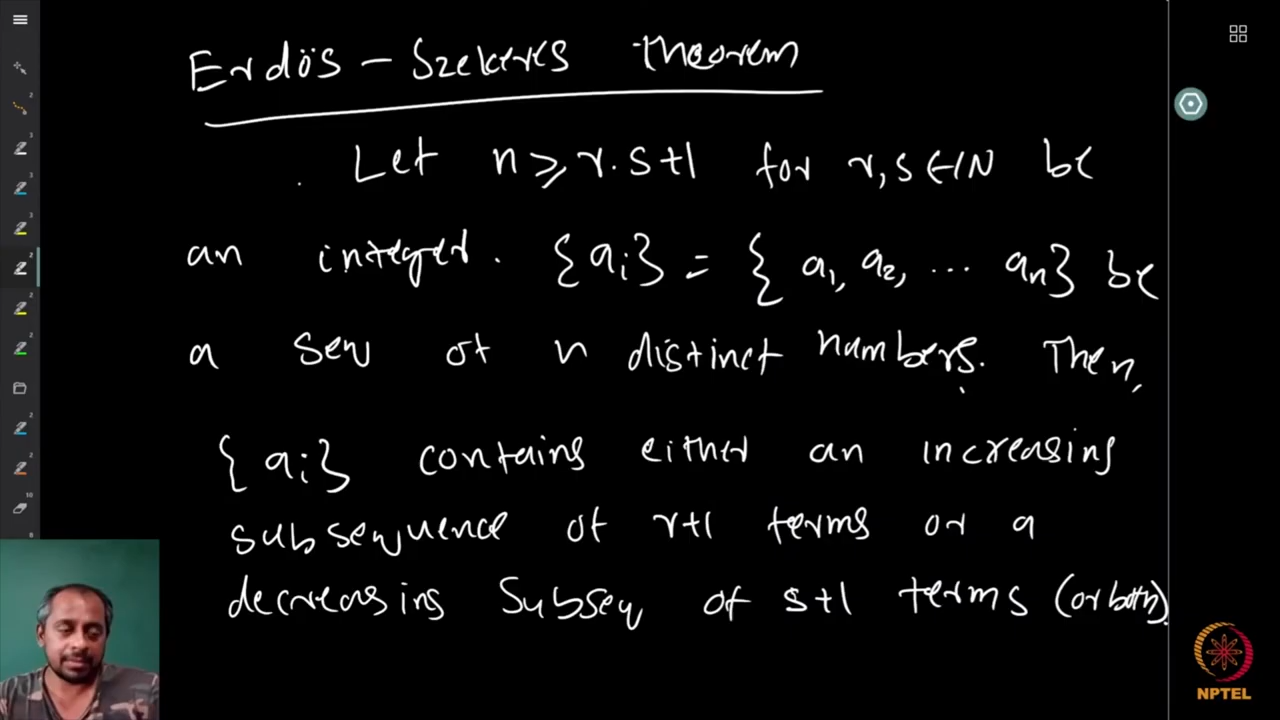 Erdös - Szekeres Theorem
Let n ≥ r.s+1 for r,s ∈ IN be
an integer. {ai} = { a1, a2, ... an} be
a seq of n distinct numbers. Then,
{ai} contains either an increasing
subsequence of r+1 terms or a
decreasing Subseq of s+1 terms (or both).
NPTEL